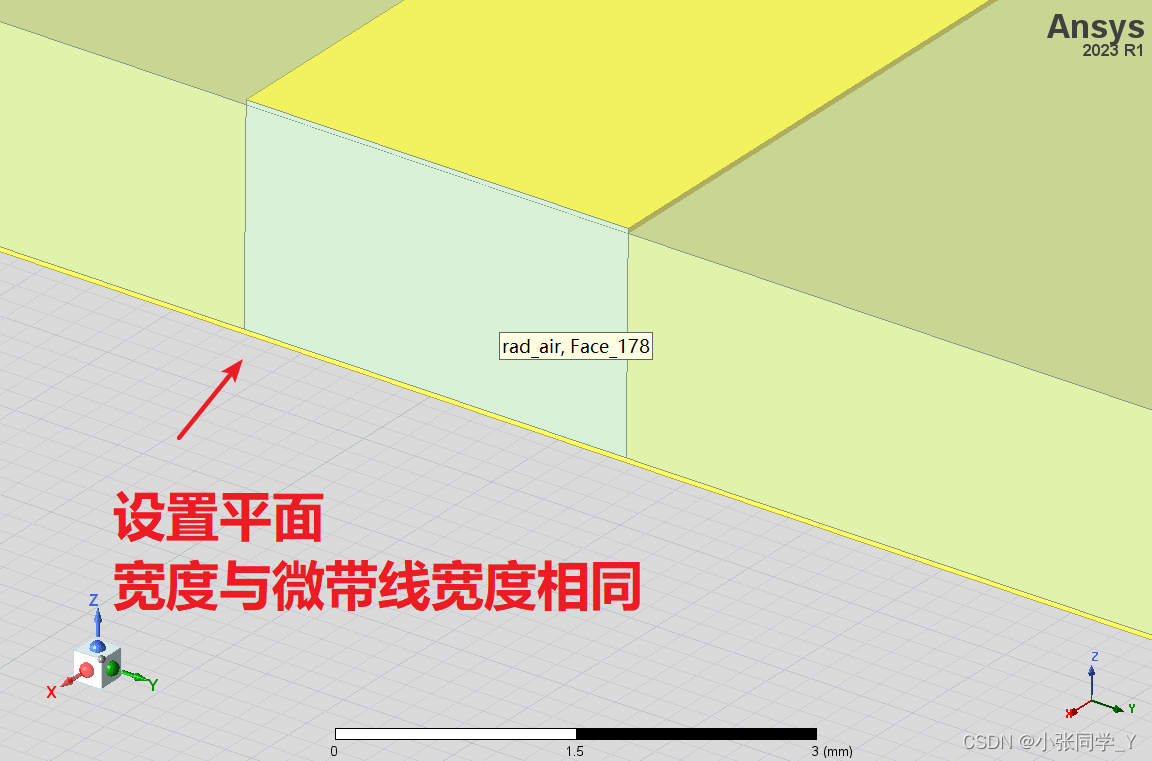 Ansys
2023 R1
rad_air, Face_178
设置平面
宽度与微带线宽度相同
Z
X
Y
Z
X
Y
0 1.5 3 (mm)
CSDN @小张同学_Y